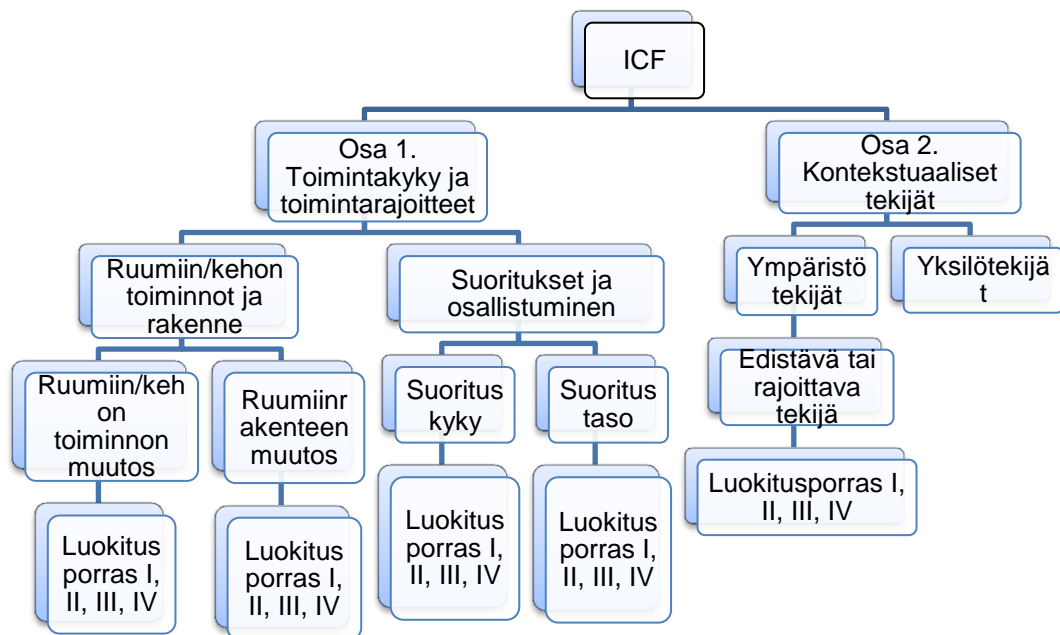 ICF
Osa 1.
Toimintakyky ja
toimintarajoitteet
Osa 2.
Kontekstuaaliset
tekijät
Ruumiin/kehon
toiminnot ja
rakenne
Suoritukset ja
osallistuminen
Ympäristö
tekijät
Yksilötekijä
t
Ruumiin/keh
on
toiminnon
muutos
Ruumiinr
akenteen
muutos
Suoritus
kyky
Suoritus
taso
Edistävä tai
rajoittava
tekijä
Luokitus
porras I,
II, III, IV
Luokitus
porras I,
II, III, IV
Luokitus
porras I,
II, III, IV
Luokitus
porras I,
II, III, IV
Luokitusporras I,
II, III, IV